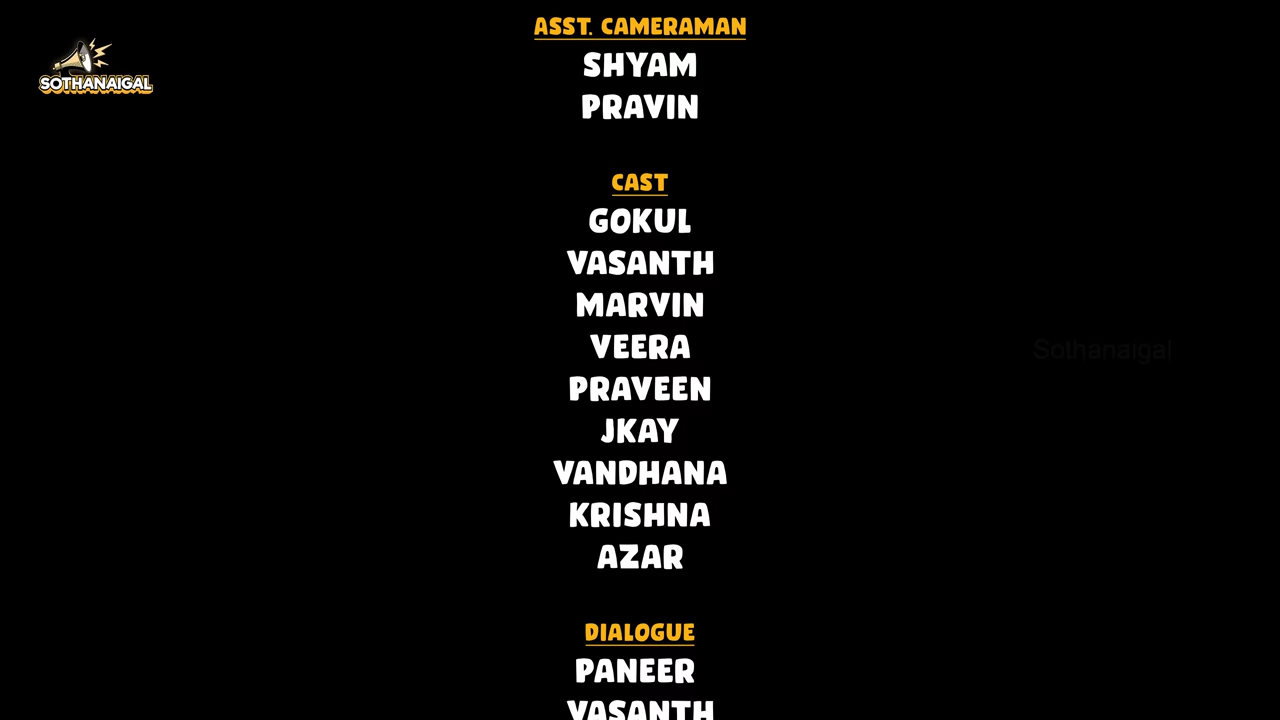 ASST. CAMERAMAN
SHYAM
PRAVIN
SOTHANAIGAL
CAST
GOKUL
VASANTH
MARVIN
VEERA
PRAVEEN
JKAY
VANDHANA
KRISHNA
AZAR
Sothanaigal
DIALOGUE
PANEER
VASANTH